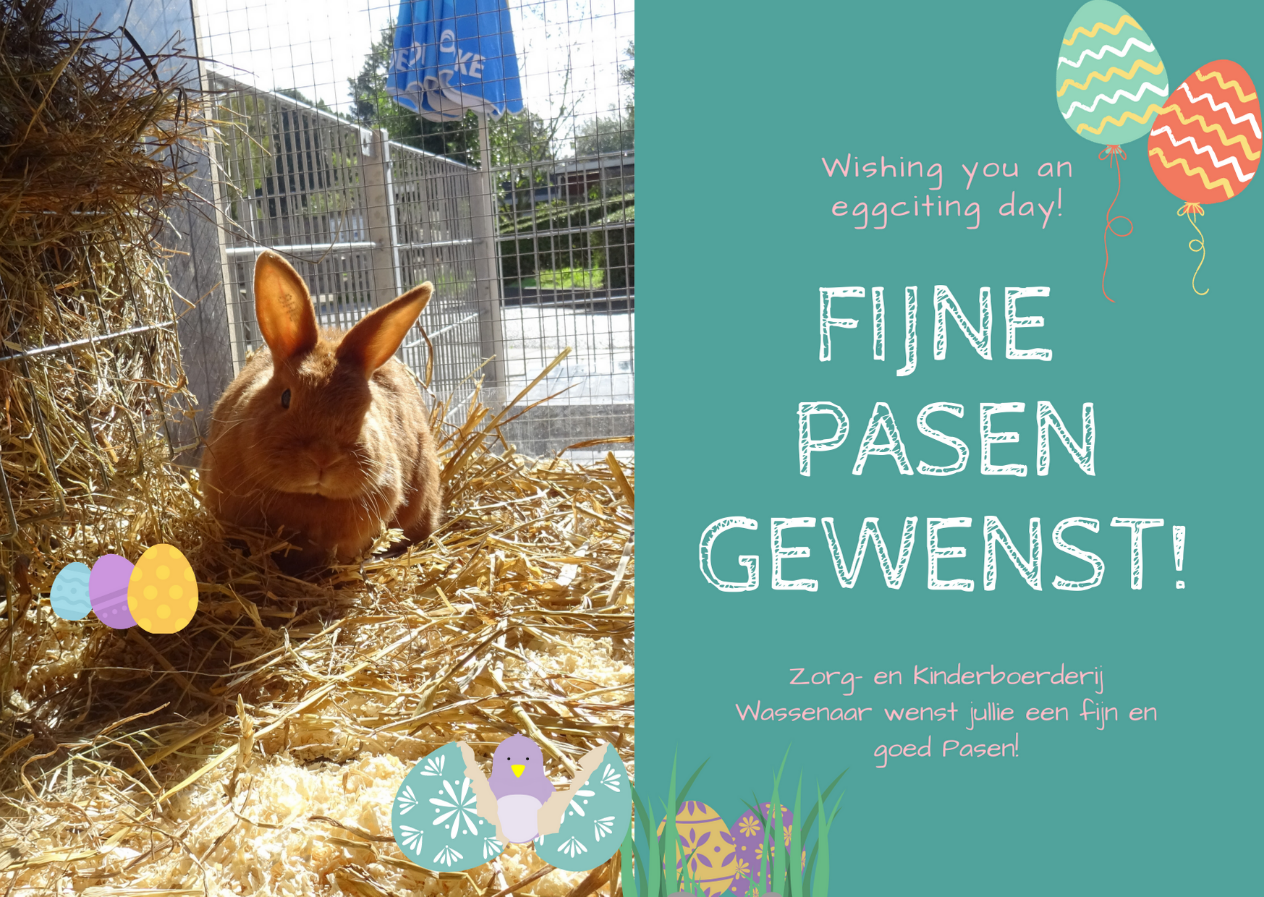 Wishing you an
eggciting day!
FIJNE
PASEN
GEWENST!
Zorg- en Kinderboerderij
Wassenaar wenst jullie een fijn en
goed Pasen!